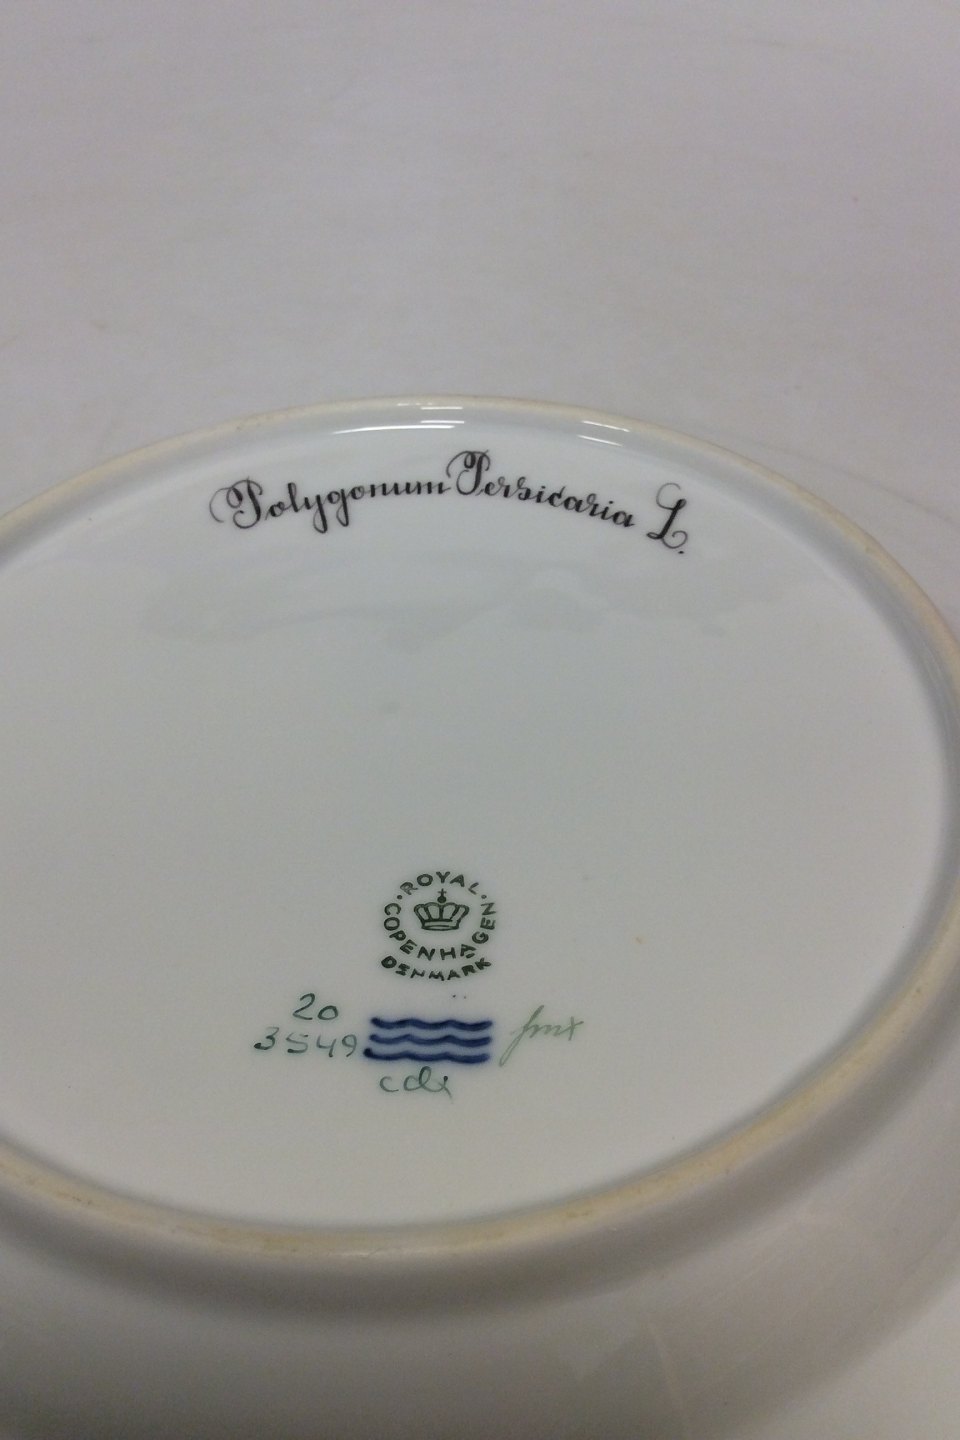 Polygonum Persicaria L.
ROYAL
COPENHAGEN
DENMARK
20
3549